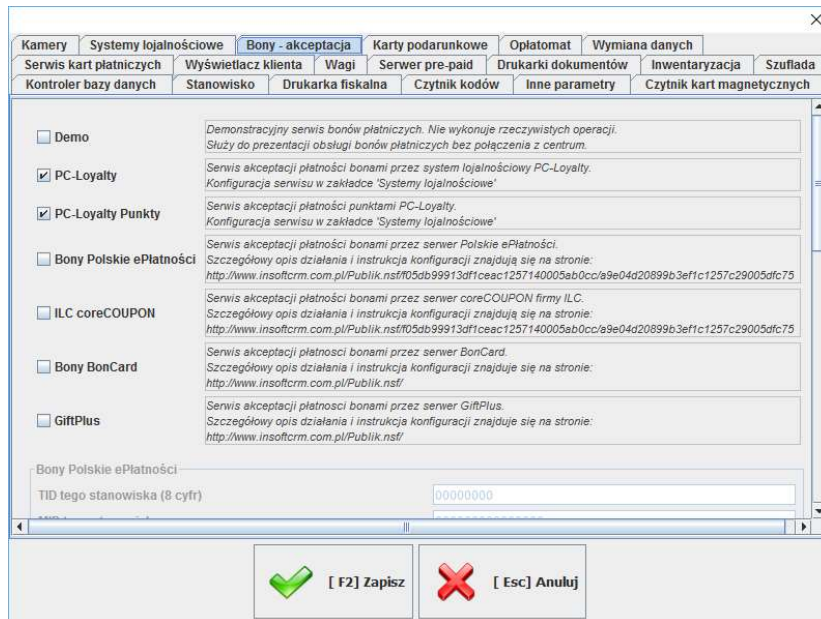 Kamery Systemy lojalnościowe Bony - akceptacja Karty podarunkowe Opłatomat Wymiana danych
Serwis kart płatniczych Wyświetlacz klienta Wagi Serwer pre-paid Drukarki dokumentów Inwentaryzacja Szuflada
Kontroler bazy danych Stanowisko Drukarka fiskalna Czytnik kodów Inne parametry Czytnik kart magnetycznych
Demo
Demonstracyjny serwis bonów płatniczych. Nie wykonuje rzeczywistych operacji.
Służy do prezentacji obsługi bonów płatniczych bez połączenia z centrum.
PC-Loyalty
Serwis akceptacji płatności bonami przez system lojalnościowy PC-Loyalty.
Konfiguracja serwisu w zakładce 'Systemy lojalnościowe'
PC-Loyalty Punkty
Serwis akceptacji płatności punktami PC-Loyalty.
Konfiguracja serwisu w zakładce 'Systemy lojalnościowe'
Bony Polskie ePłatności
Serwis akceptacji płatności bonami przez serwer Polskie ePłatności.
Szczegółowy opis działania i instrukcja konfiguracji znajdują się na stronie:
http://www.insoftcrm.com.pl/Publik.nsf/f05db99913df1ceac1257140005ab0cc/a9e04d20899b3ef1c1257c29005dfc75
ILC coreCOUPON
Serwis akceptacji płatności bonami przez serwer coreCOUPON firmy ILC.
Szczegółowy opis działania i instrukcja konfiguracji znajdują się na stronie:
http://www.insoftcrm.com.pl/Publik.nsf/f05db99913df1ceac1257140005ab0cc/a9e04d20899b3ef1c1257c29005dfc75
Bony BonCard
Serwis akceptacji płatnosci bonami przez serwer BonCard.
Szczegółowy opis działania i instrukcja konfiguracji znajduje się na stronie:
http://www.insoftcrm.com.pl/Publik.nsf/
GiftPlus
Serwis akceptacji płatnosci bonami przez serwer GiftPlus.
Szczegółowy opis działania i instrukcja konfiguracji znajduje się na stronie:
http://www.insoftcrm.com.pl/Publik.nsf/
Bony Polskie ePłatności
TID tego stanowiska (8 cyfr) 00000000
[ F2] Zapisz [ Esc] Anuluj